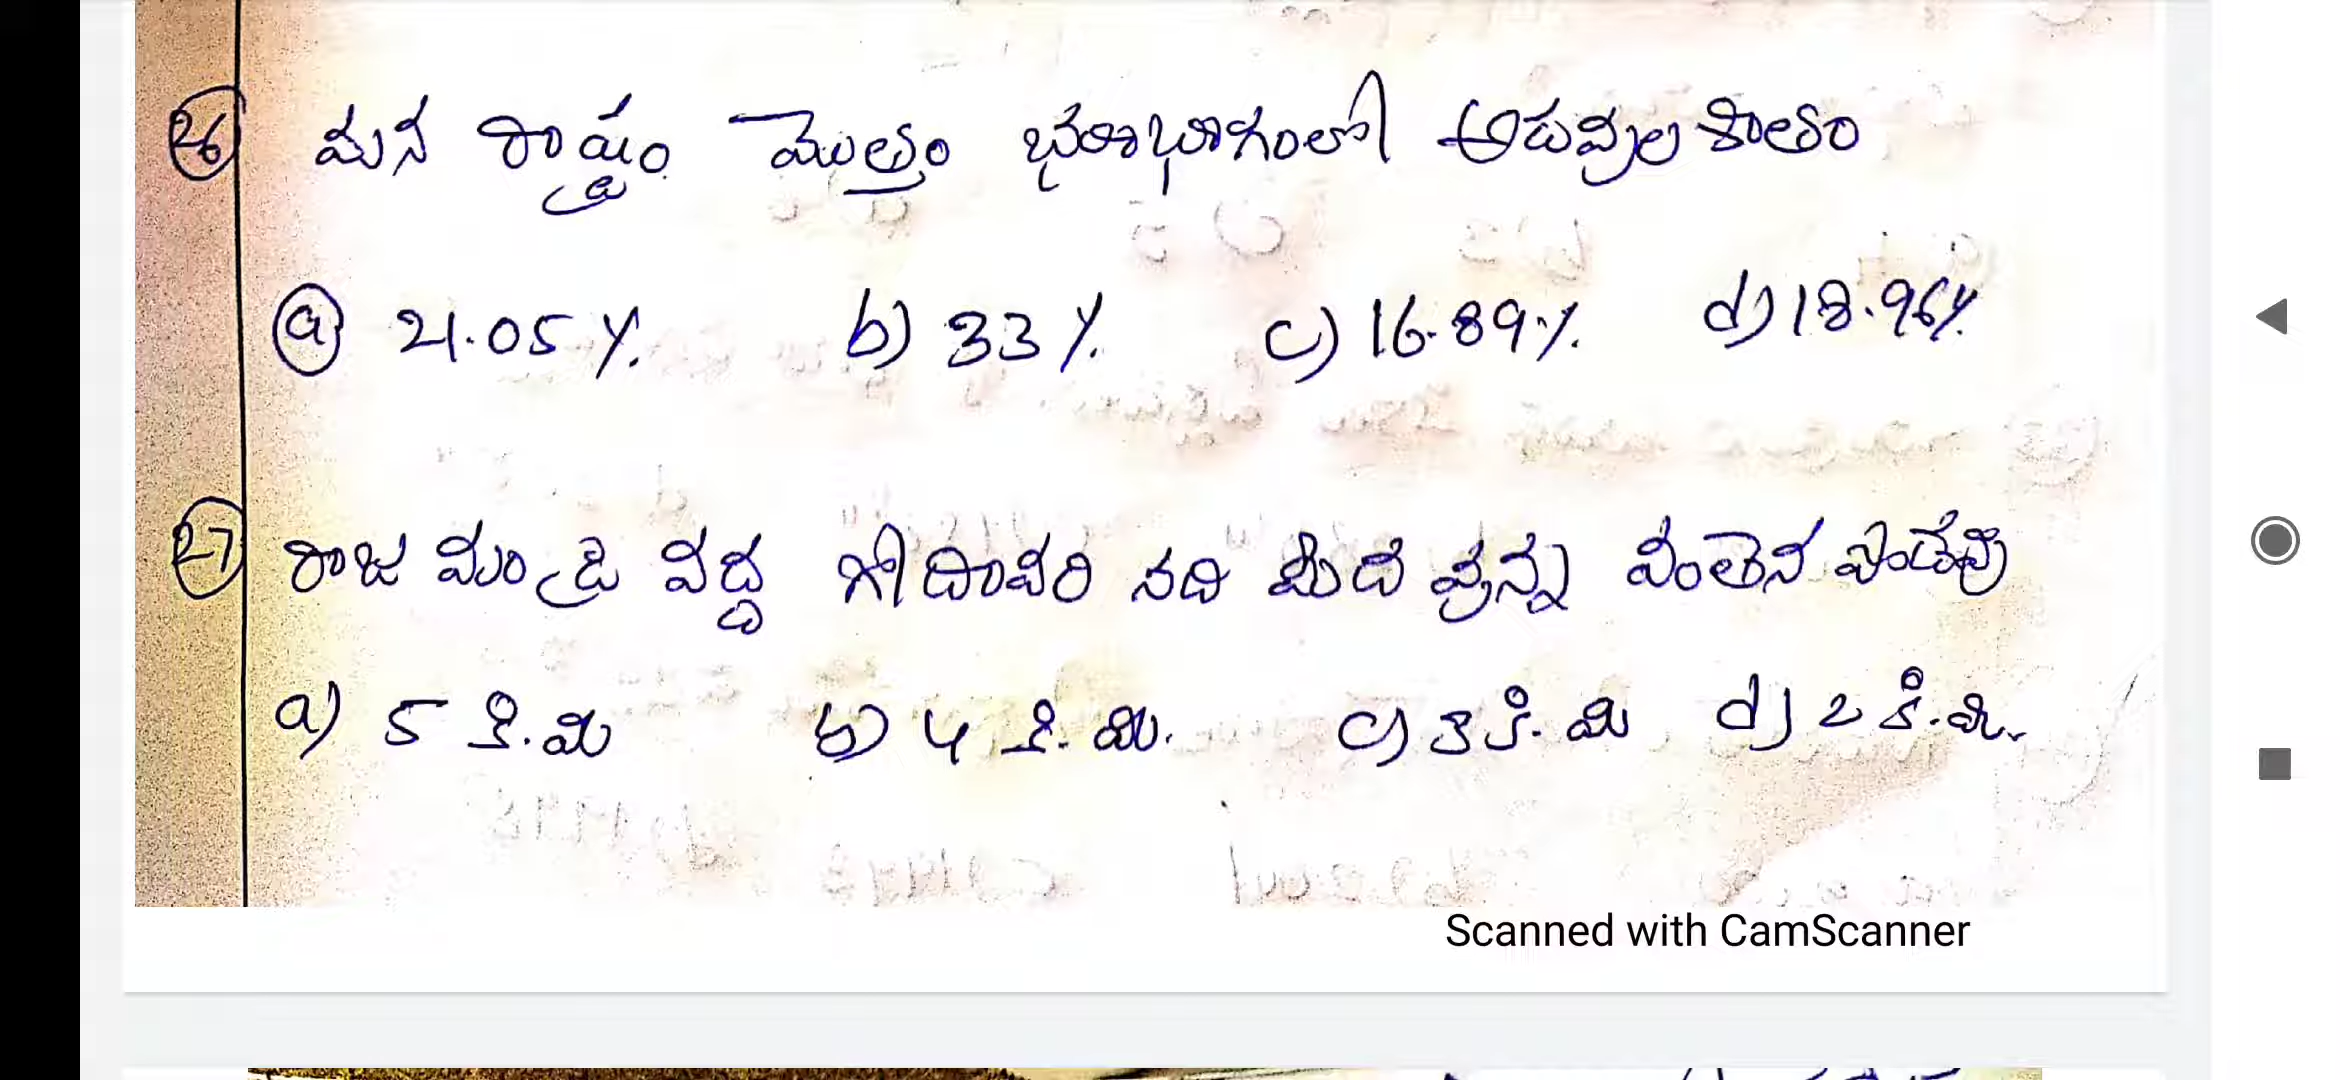 26 మన రాష్ట్రం మొత్తం భూభాగంలో అడవుల శాతం
a) 21.05 %. b) 33 %. c) 16.89 %. d) 18.96%.
27 రాజమండ్రి వద్ద గోదావరి నది మీద వున్న వంతెన పొడవు
a) 5 కి.మి b) 4 కి.మి. c) 3 కి.మి d) 2 కి.మి.
Scanned with CamScanner